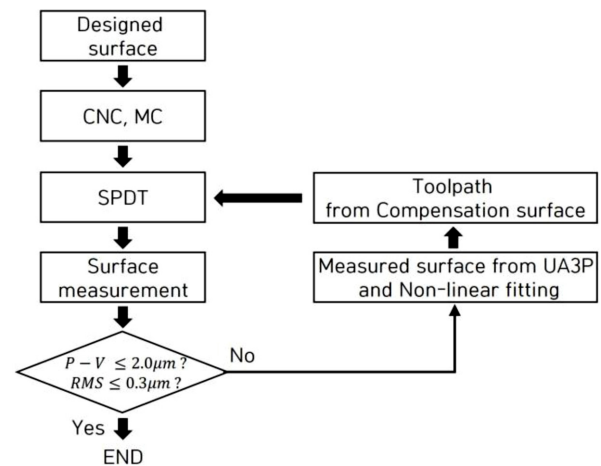 Designed
surface
CNC, MC
SPDT
Surface
measurement
P − V ≤ 2.0μm ?
RMS ≤ 0.3μm ?
Yes
END
No
Measured surface from UA3P
and Non-linear fitting
Toolpath
from Compensation surface